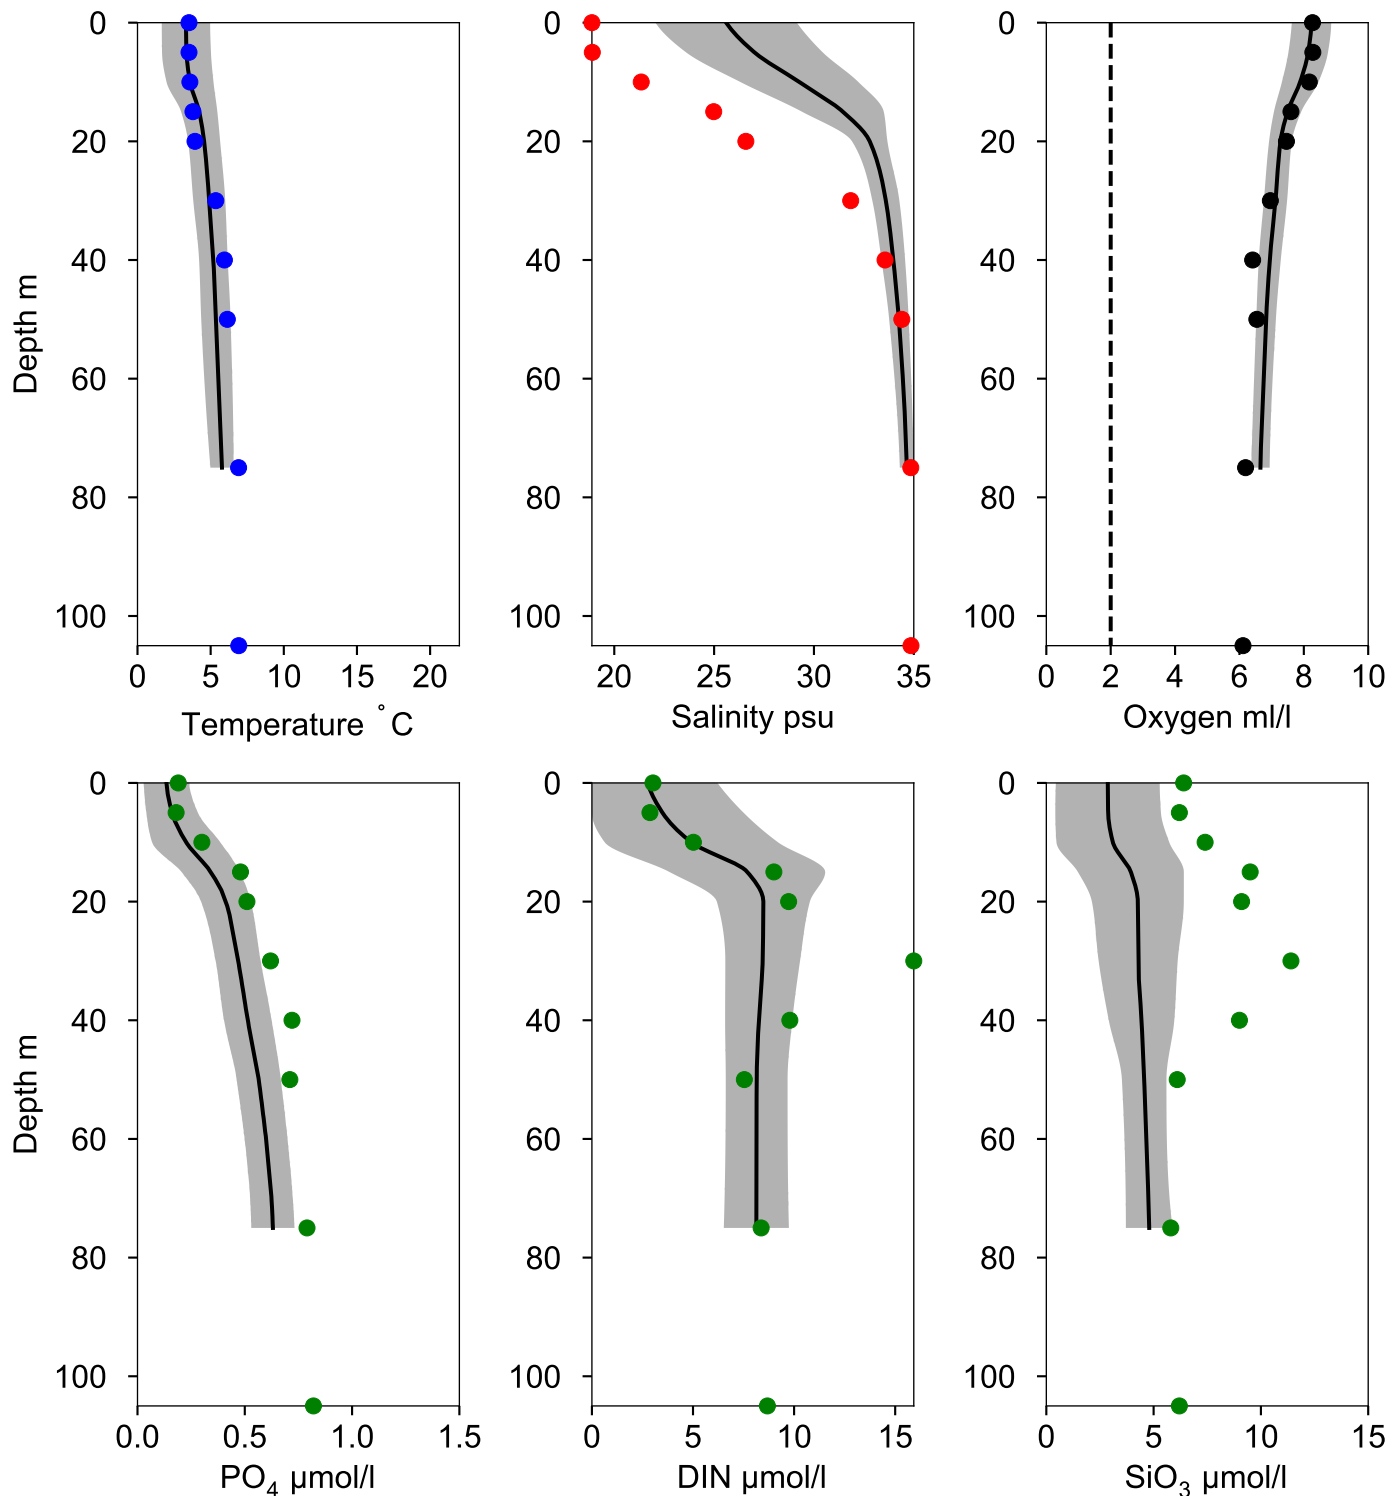 0
20
40
60
80
100
Depth m
0 5 10 15 20
Temperature °C
0
20
40
60
80
100
20 25 30 35
Salinity psu
0
20
40
60
80
100
0 2 4 6 8 10
Oxygen ml/l
0
20
40
60
80
100
Depth m
0.0 0.5 1.0 1.5
PO₄ µmol/l
0
20
40
60
80
100
0 5 10 15
DIN µmol/l
0
20
40
60
80
100
0 5 10 15
SiO₃ µmol/l